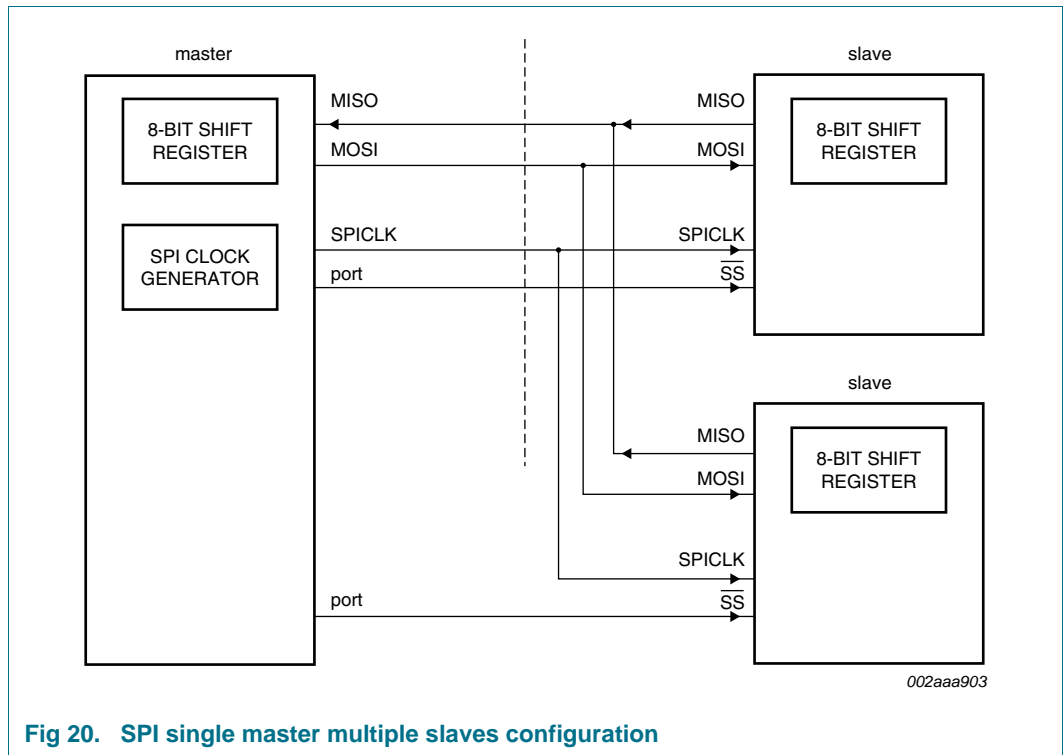 master
slave
MISO
MISO
8-BIT SHIFT
REGISTER
8-BIT SHIFT
REGISTER
MOSI
MOSI
SPICLK
SPICLK
SPI CLOCK
GENERATOR
port
S̅S̅
slave
MISO
8-BIT SHIFT
REGISTER
MOSI
SPICLK
port
S̅S̅
002aaa903
Fig 20. SPI single master multiple slaves configuration